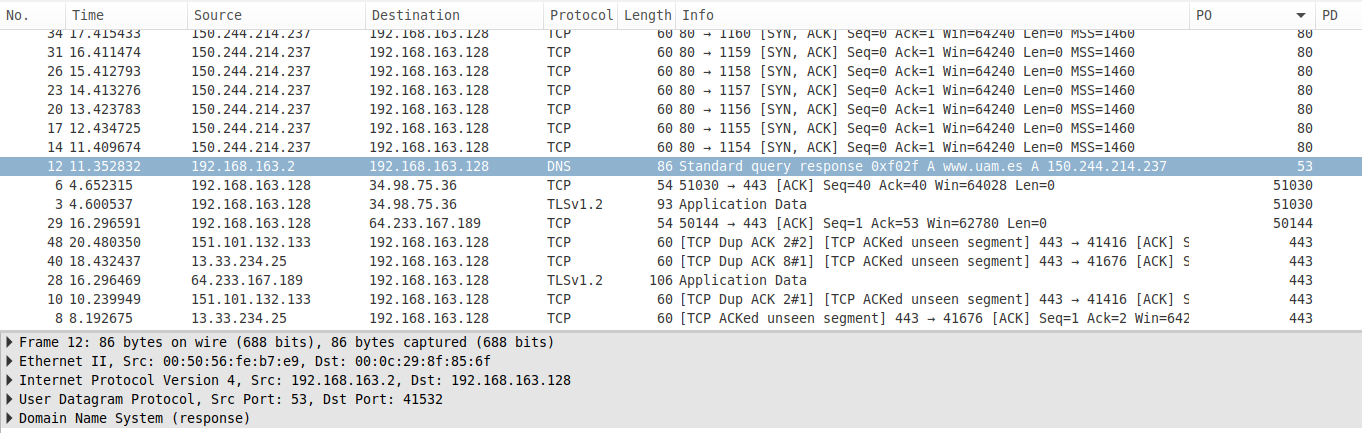 No. Time Source Destination Protocol Length Info PO PD
34 17.415433 150.244.214.237 192.168.163.128 TCP 60 80 → 1160 [SYN, ACK] Seq=0 Ack=1 Win=64240 Len=0 MSS=1460 80
31 16.411474 150.244.214.237 192.168.163.128 TCP 60 80 → 1159 [SYN, ACK] Seq=0 Ack=1 Win=64240 Len=0 MSS=1460 80
26 15.412793 150.244.214.237 192.168.163.128 TCP 60 80 → 1158 [SYN, ACK] Seq=0 Ack=1 Win=64240 Len=0 MSS=1460 80
23 14.413276 150.244.214.237 192.168.163.128 TCP 60 80 → 1157 [SYN, ACK] Seq=0 Ack=1 Win=64240 Len=0 MSS=1460 80
20 13.423783 150.244.214.237 192.168.163.128 TCP 60 80 → 1156 [SYN, ACK] Seq=0 Ack=1 Win=64240 Len=0 MSS=1460 80
17 12.434725 150.244.214.237 192.168.163.128 TCP 60 80 → 1155 [SYN, ACK] Seq=0 Ack=1 Win=64240 Len=0 MSS=1460 80
14 11.409674 150.244.214.237 192.168.163.128 TCP 60 80 → 1154 [SYN, ACK] Seq=0 Ack=1 Win=64240 Len=0 MSS=1460 80
12 11.352832 192.168.163.2 192.168.163.128 DNS 86 Standard query response 0xf02f A www.uam.es A 150.244.214.237 53
6 4.652315 192.168.163.128 34.98.75.36 TCP 54 51030 → 443 [ACK] Seq=40 Ack=40 Win=64028 Len=0 51030
3 4.600537 192.168.163.128 34.98.75.36 TLSv1.2 93 Application Data 51030
29 16.296591 192.168.163.128 64.233.167.189 TCP 54 50144 → 443 [ACK] Seq=1 Ack=53 Win=62780 Len=0 50144
48 20.480350 151.101.132.133 192.168.163.128 TCP 60 [TCP Dup ACK 2#2] [TCP ACKed unseen segment] 443 → 41416 [ACK] S 443
40 18.432437 13.33.234.25 192.168.163.128 TCP 60 [TCP Dup ACK 8#1] [TCP ACKed unseen segment] 443 → 41676 [ACK] S 443
28 16.296469 64.233.167.189 192.168.163.128 TLSv1.2 106 Application Data 443
10 10.239949 151.101.132.133 192.168.163.128 TCP 60 [TCP Dup ACK 2#1] [TCP ACKed unseen segment] 443 → 41416 [ACK] S 443
8 8.192675 13.33.234.25 192.168.163.128 TCP 60 [TCP ACKed unseen segment] 443 → 41676 [ACK] Seq=1 Ack=2 Win=642 443
Frame 12: 86 bytes on wire (688 bits), 86 bytes captured (688 bits)
Ethernet II, Src: 00:50:56:fe:b7:e9, Dst: 00:0c:29:8f:85:6f
Internet Protocol Version 4, Src: 192.168.163.2, Dst: 192.168.163.128
User Datagram Protocol, Src Port: 53, Dst Port: 41532
Domain Name System (response)